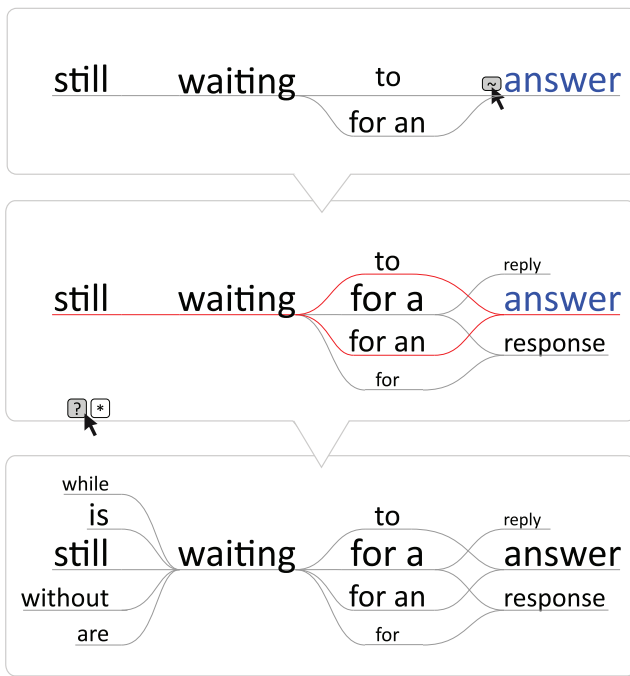 still waiting to ~ answer
for an
to reply
still waiting for a answer
for an response
for
? *
while
is to reply
still waiting for a answer
without for an response
are for